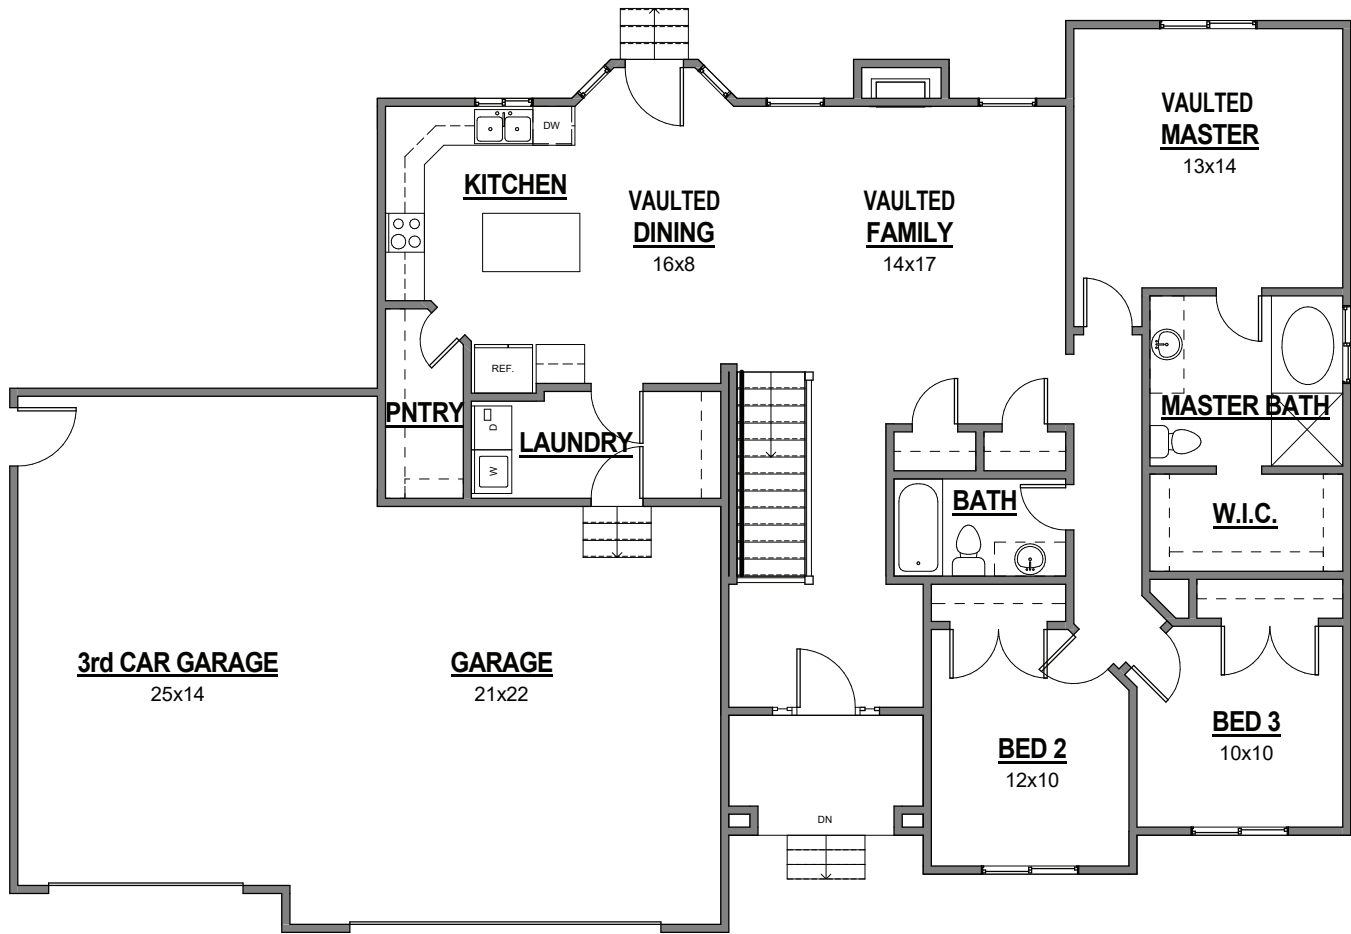 VAULTED
MASTER
13x14
DW
KITCHEN
VAULTED
DINING
16x8
VAULTED
FAMILY
14x17
REF.
PNTRY
D
W
LAUNDRY
MASTER BATH
BATH
W.I.C.
3rd CAR GARAGE
25x14
GARAGE
21x22
BED 2
12x10
BED 3
10x10
DN